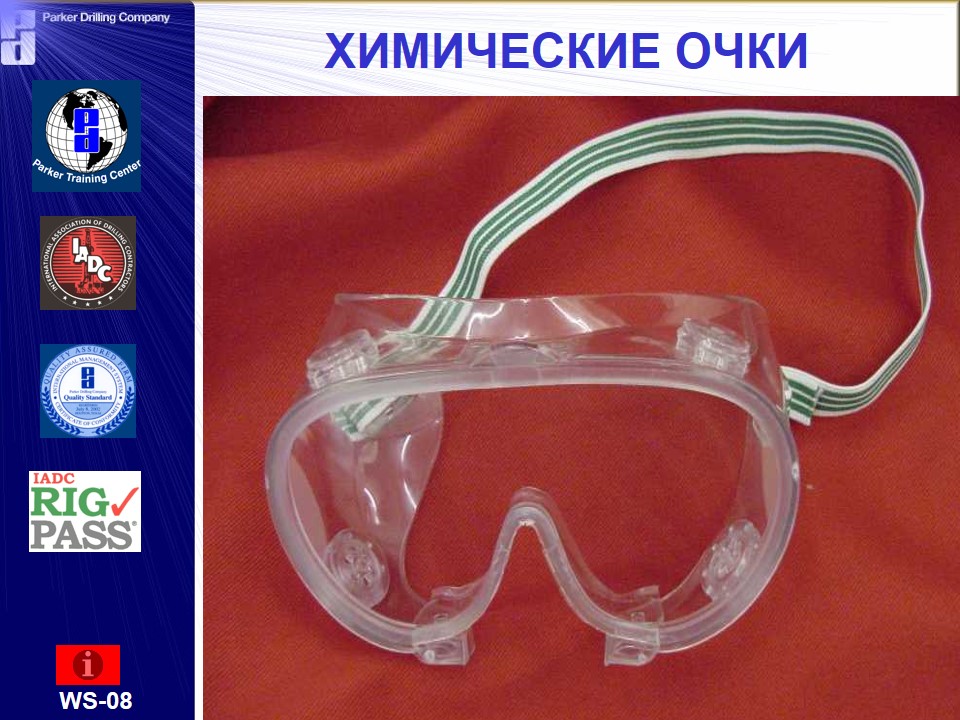 Parker Drilling Company
ХИМИЧЕСКИЕ ОЧКИ
Parker Training Center
INTERNATIONAL ASSOCIATION OF DRILLING CONTRACTORS
IADC
QUALITY ASSURED FIRM
INTERNATIONAL MANAGEMENT SYSTEM
Parker Drilling Company
Quality Standard
CERTIFICATE OF CONFORMITY
IADC
RIG
PASS®
i
WS-08